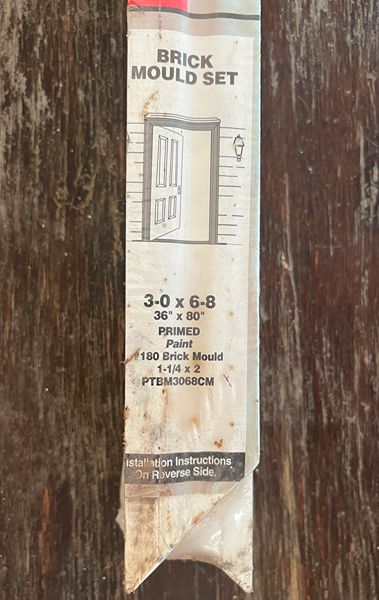 BRICK
MOULD SET
3-0 x 6-8
36" x 80"
PRIMED
Paint
#180 Brick Mould
1-1/4 x 2
PTBM3068CM
nstallation Instructions
On Reverse Side.